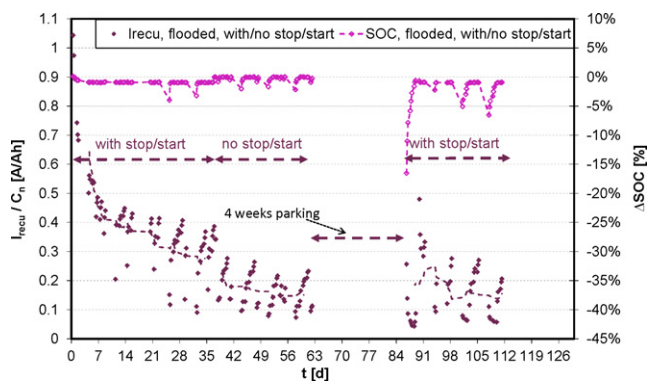 1.1
1
0.9
0.8
0.7
0.6
0.5
0.4
0.3
0.2
0.1
0
I recu / Cn [A/Ah]
Irecu, flooded, with/no stop/start
SOC, flooded, with/no stop/start
with stop/start
no stop/start
with stop/start
4 weeks parking
10%
5%
0%
-5%
-10%
-15%
-20%
-25%
-30%
-35%
-40%
-45%
ΔSOC [%]
0 7 14 21 28 35 42 49 56 63 70 77 84 91 98 105 112 119 126
t [d]